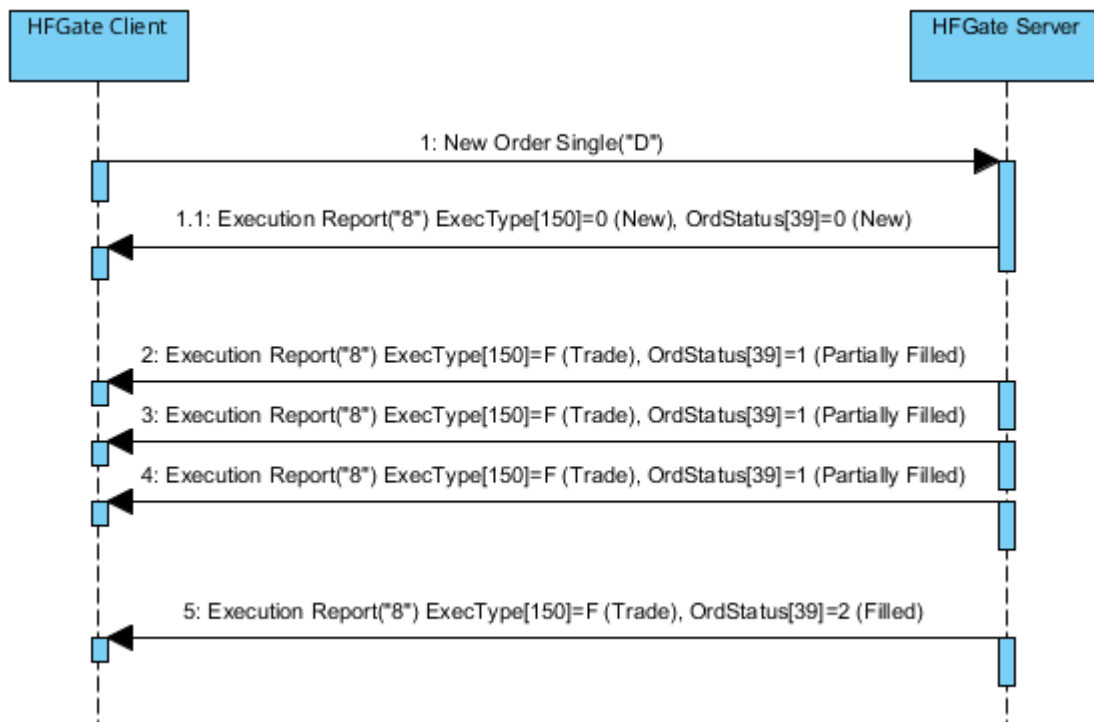 HFGate Client
HFGate Server
1: New Order Single("D")
1.1: Execution Report("8") ExecType[150]=0 (New), OrdStatus[39]=0 (New)
2: Execution Report("8") ExecType[150]=F (Trade), OrdStatus[39]=1 (Partially Filled)
3: Execution Report("8") ExecType[150]=F (Trade), OrdStatus[39]=1 (Partially Filled)
4: Execution Report("8") ExecType[150]=F (Trade), OrdStatus[39]=1 (Partially Filled)
5: Execution Report("8") ExecType[150]=F (Trade), OrdStatus[39]=2 (Filled)